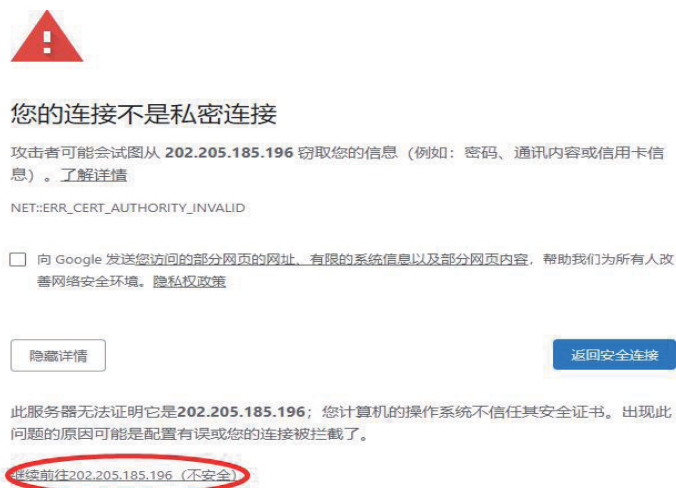 您的连接不是私密连接
攻击者可能会试图从 202.205.185.196 窃取您的信息（例如：密码、通讯内容或信用卡信
息）。了解详情
NET::ERR_CERT_AUTHORITY_INVALID
向 Google 发送您访问的部分网页的网址、有限的系统信息以及部分网页内容，帮助我们为所有人改
善网络安全环境。隐私权政策
隐藏详情
返回安全连接
此服务器无法证明它是202.205.185.196；您计算机的操作系统不信任其安全证书。出现此
问题的原因可能是配置有误或您的连接被拦截了。
继续前往202.205.185.196（不安全）